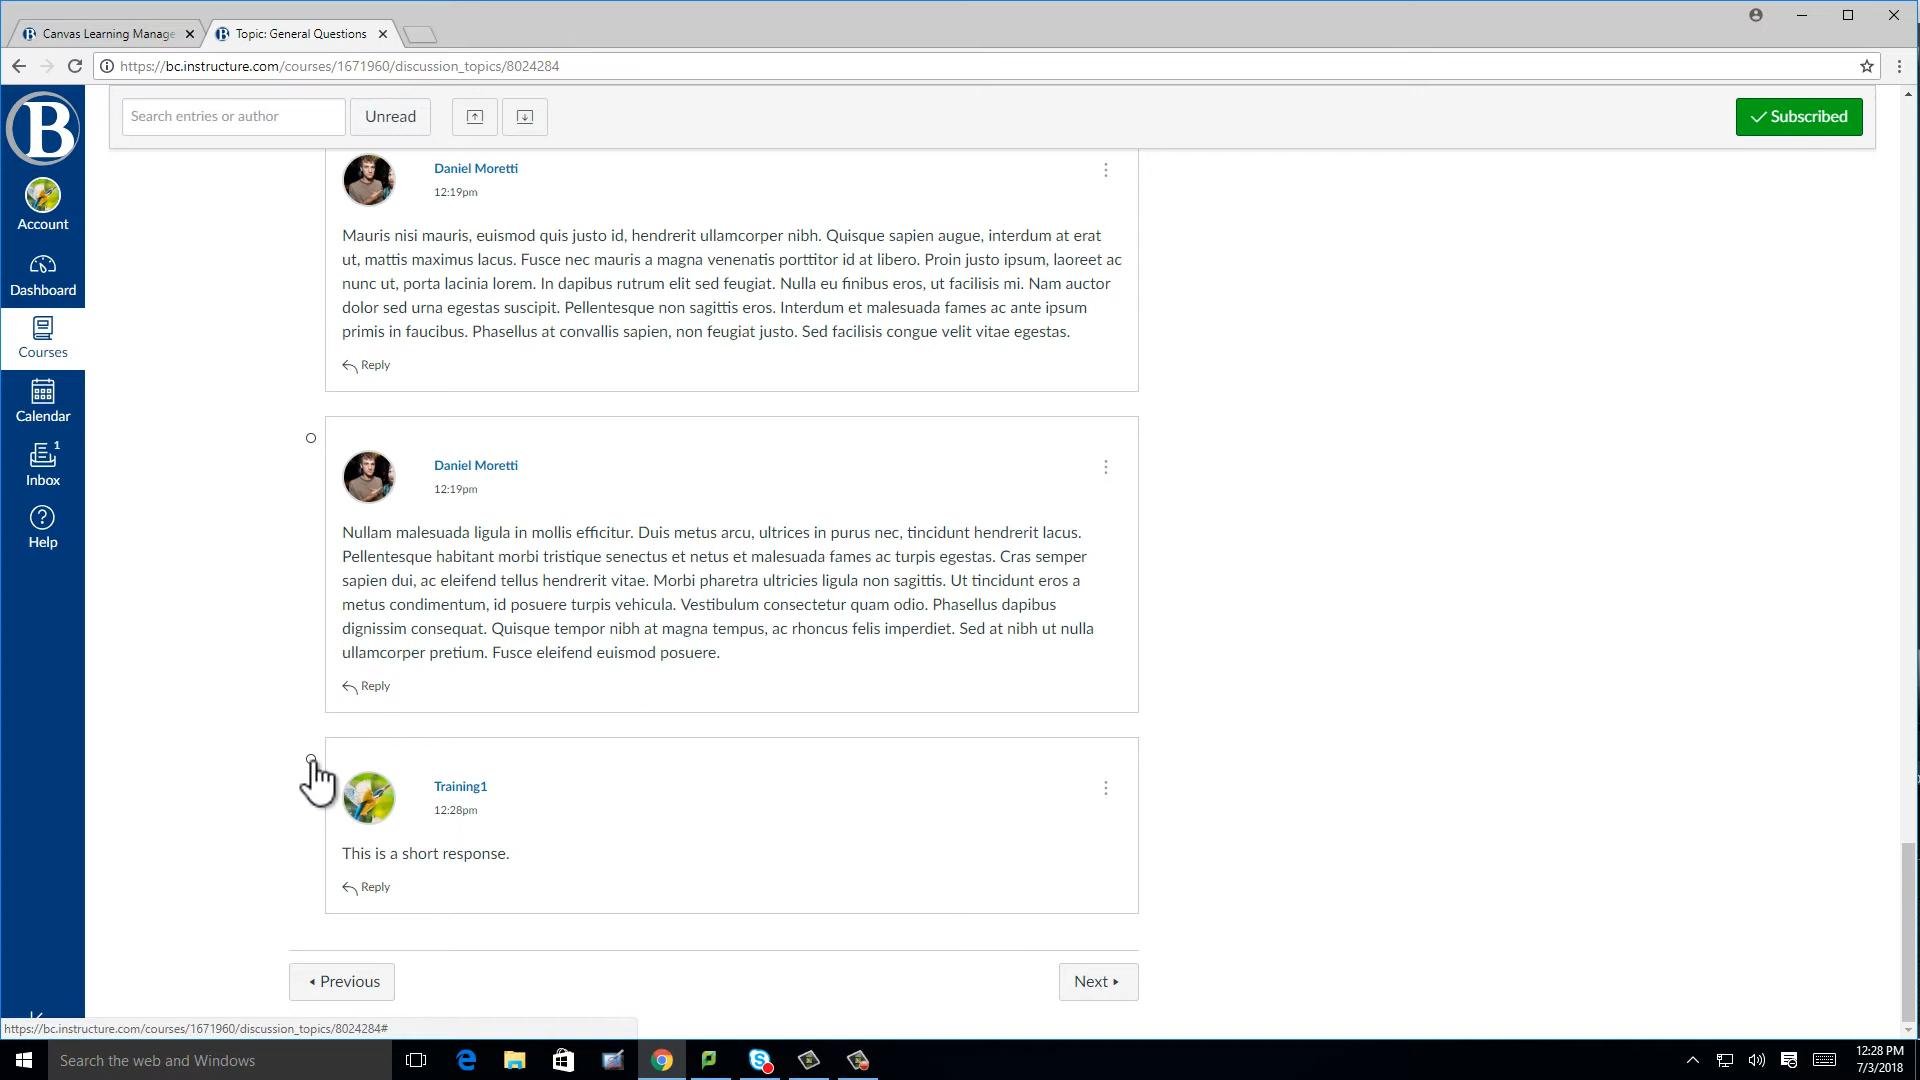 Canvas Learning Manage
Topic: General Questions
https://bc.instructure.com/courses/1671960/discussion_topics/8024284
B
Account
Dashboard
Courses
Calendar
1
Inbox
Help
Search entries or author
Unread
Subscribed
Daniel Moretti
12:19pm
Mauris nisi mauris, euismod quis justo id, hendrerit ullamcorper nibh. Quisque sapien augue, interdum at erat
ut, mattis maximus lacus. Fusce nec mauris a magna venenatis porttitor id at libero. Proin justo ipsum, laoreet ac
nunc ut, porta lacinia lorem. In dapibus rutrum elit sed feugiat. Nulla eu finibus eros, ut facilisis mi. Nam auctor
dolor sed urna egestas suscipit. Pellentesque non sagittis eros. Interdum et malesuada fames ac ante ipsum
primis in faucibus. Phasellus at convallis sapien, non feugiat justo. Sed facilisis congue velit vitae egestas.
Reply
Daniel Moretti
12:19pm
Nullam malesuada ligula in mollis efficitur. Duis metus arcu, ultrices in purus nec, tincidunt hendrerit lacus.
Pellentesque habitant morbi tristique senectus et netus et malesuada fames ac turpis egestas. Cras semper
sapien dui, ac eleifend tellus hendrerit vitae. Morbi pharetra ultricies ligula non sagittis. Ut tincidunt eros a
metus condimentum, id posuere turpis vehicula. Vestibulum consectetur quam odio. Phasellus dapibus
dignissim consequat. Quisque tempor nibh at magna tempus, ac rhoncus felis imperdiet. Sed at nibh ut nulla
ullamcorper pretium. Fusce eleifend euismod posuere.
Reply
Training1
12:28pm
This is a short response.
Reply
Previous
Next
https://bc.instructure.com/courses/1671960/discussion_topics/8024284#
Search the web and Windows
12:28 PM
7/3/2018